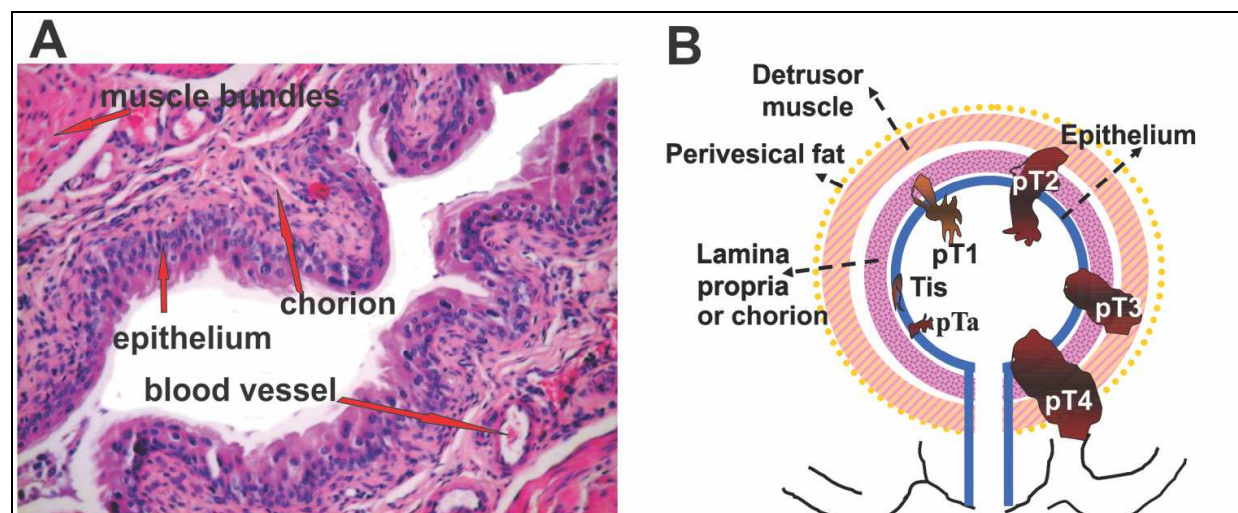 A
muscle bundles
chorion
epithelium
blood vessel
B
Detrusor
muscle
Perivesical fat
Epithelium
pT2
pT1
Lamina
propria
or chorion
Tis
pTa
pT3
pT4